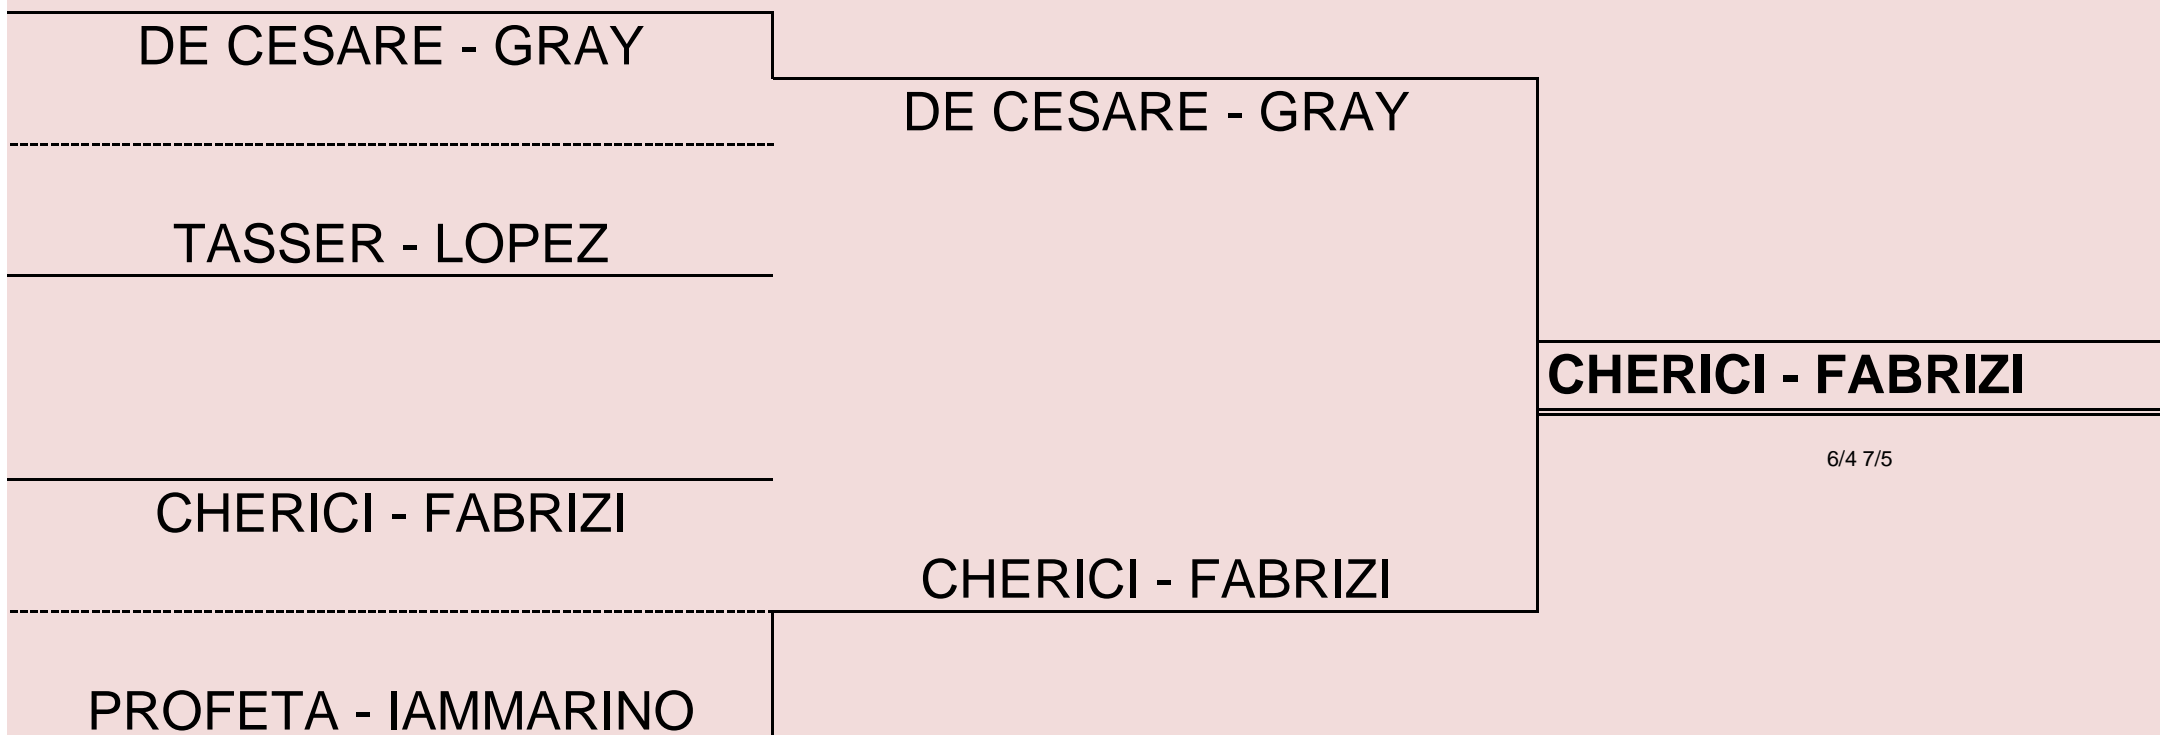 DE CESARE - GRAY
DE CESARE - GRAY
TASSER - LOPEZ
CHERICI - FABRIZI
6/4 7/5
CHERICI - FABRIZI
CHERICI - FABRIZI
PROFETA - IAMMARINO